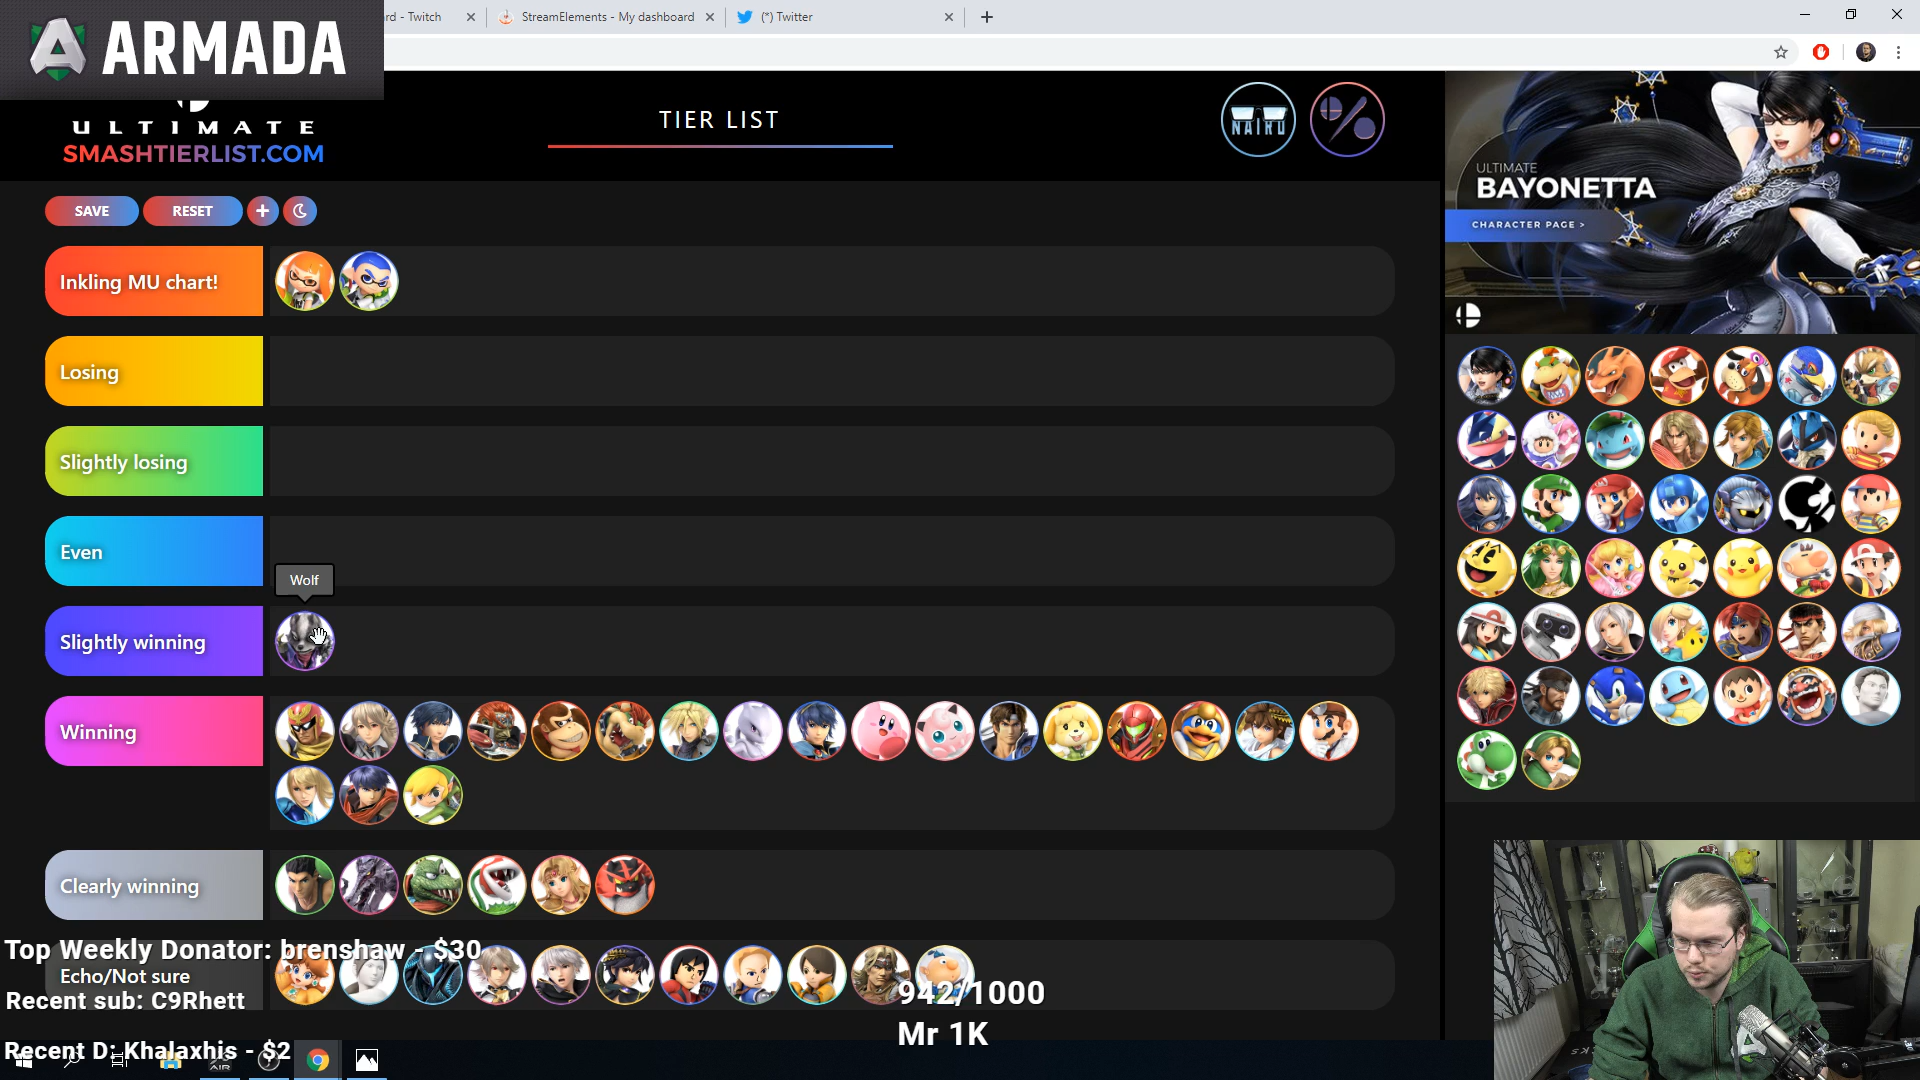 ARMADA
rd - Twitch
StreamElements - My dashboard
(*) Twitter
ULTIMATE
SMASHTIERLIST.COM
TIER LIST
NAIRO
ULTIMATE
BAYONETTA
CHARACTER PAGE >
SAVE
RESET
Inkling MU chart!
Losing
Slightly losing
Even
Wolf
Slightly winning
Winning
Clearly winning
Top Weekly Donator: brenshaw - $30
Echo/Not sure
Recent sub: C9Rhett
942/1000
Mr 1K
Recent D: Khalaxhis - $2
AIR